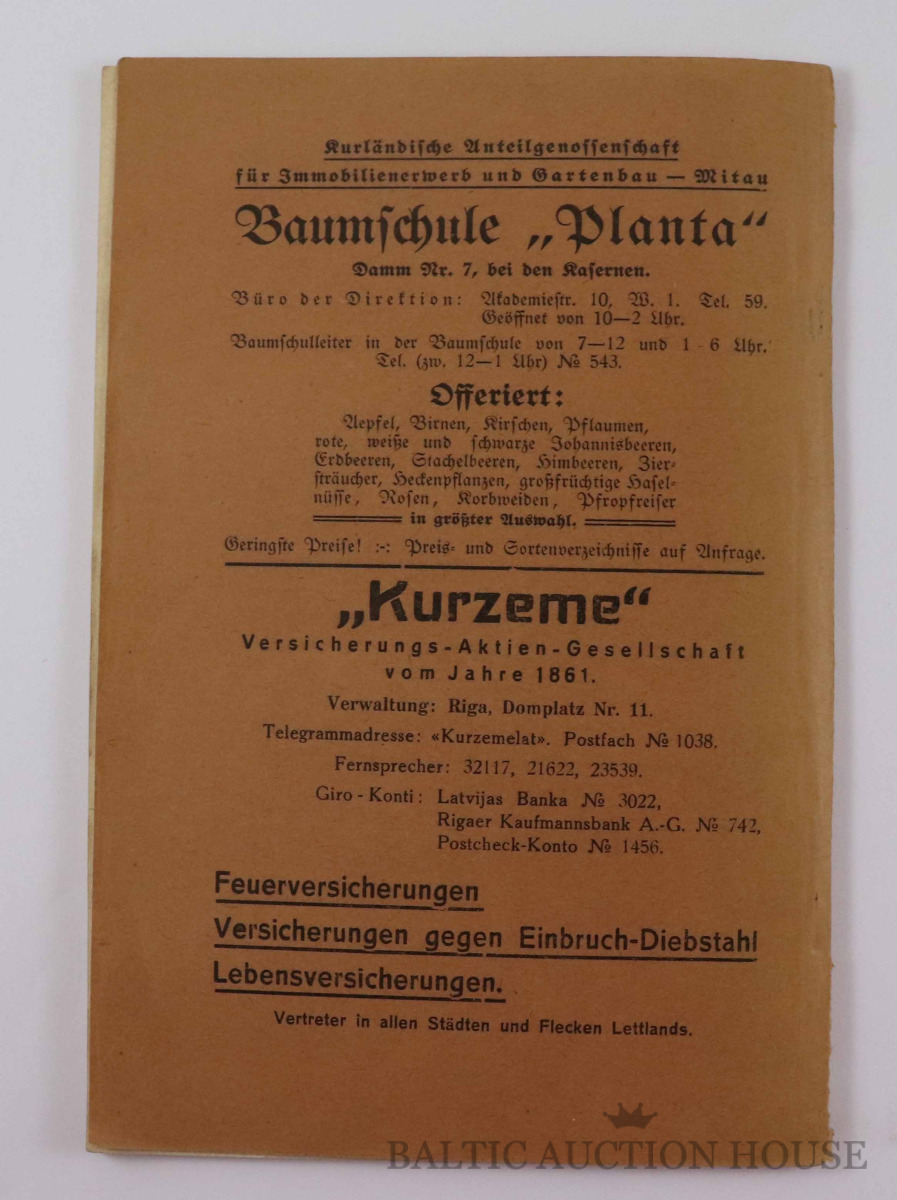 Kurländische Anteilgenossenschaft
für Immobilienerwerb und Gartenbau — Mitau
Baumschule „Planta“
Damm Nr. 7, bei den Kasernen.
Büro der Direktion: Akademiestr. 10, W. 1. Tel. 59.
Geöffnet von 10—2 Uhr.
Baumschulleiter in der Baumschule von 7—12 und 1-6 Uhr.
Tel. (zw. 12—1 Uhr) № 543.
Offeriert:
Aepfel, Birnen, Kirschen, Pflaumen,
rote, weiße und schwarze Johannisbeeren,
Erdbeeren, Stachelbeeren, Himbeeren, Zier-
sträucher, Heckenpflanzen, großfrüchtige Hasel-
nüsse, Rosen, Korbweiden, Pfropfreiser
in größter Auswahl.
Geringste Preise! :-: Preis- und Sortenverzeichnisse auf Anfrage.
„Kurzeme“
Versicherungs-Aktien-Gesellschaft
vom Jahre 1861.
Verwaltung: Riga, Domplatz Nr. 11.
Telegrammadresse: «Kurzemelat». Postfach № 1038.
Fernsprecher: 32117, 21622, 23539.
Giro-Konti: Latvijas Banka № 3022,
Rigaer Kaufmannsbank A.-G. № 742,
Postcheck-Konto № 1456.
Feuerversicherungen
Versicherungen gegen Einbruch-Diebstahl
Lebensversicherungen.
Vertreter in allen Städten und Flecken Lettlands.
BALTIC AUCTION HOUSE